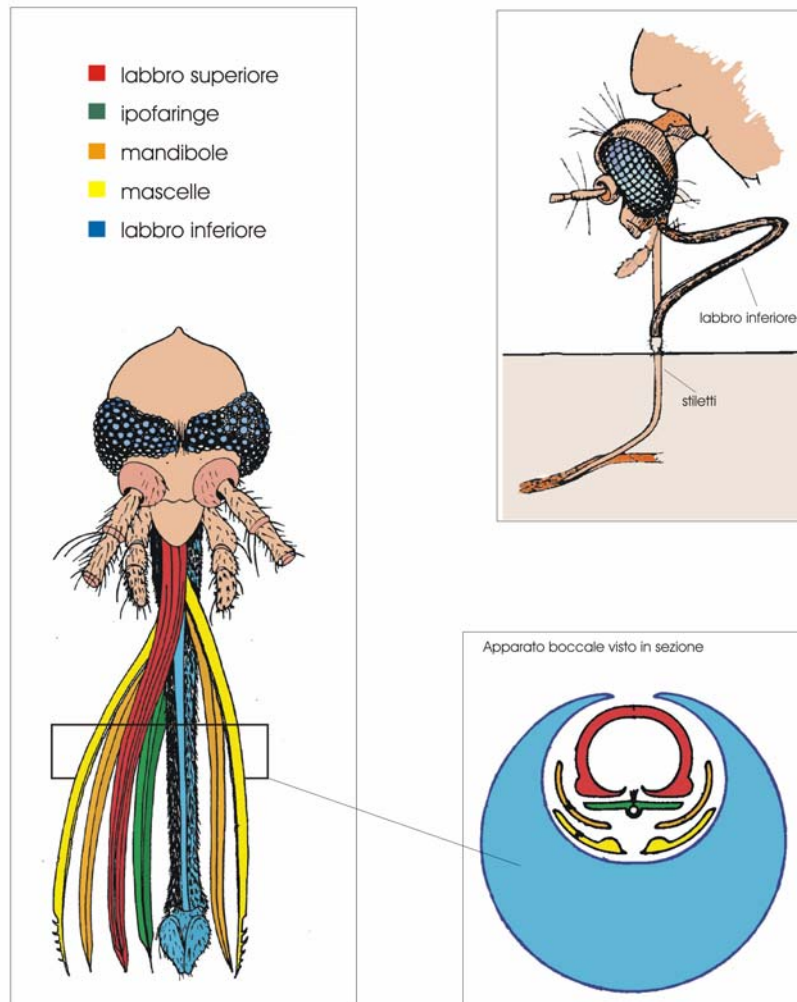 labbro superiore
ipofaringe
mandibole
mascelle
labbro inferiore
labbro inferiore
stiletti
Apparato boccale visto in sezione